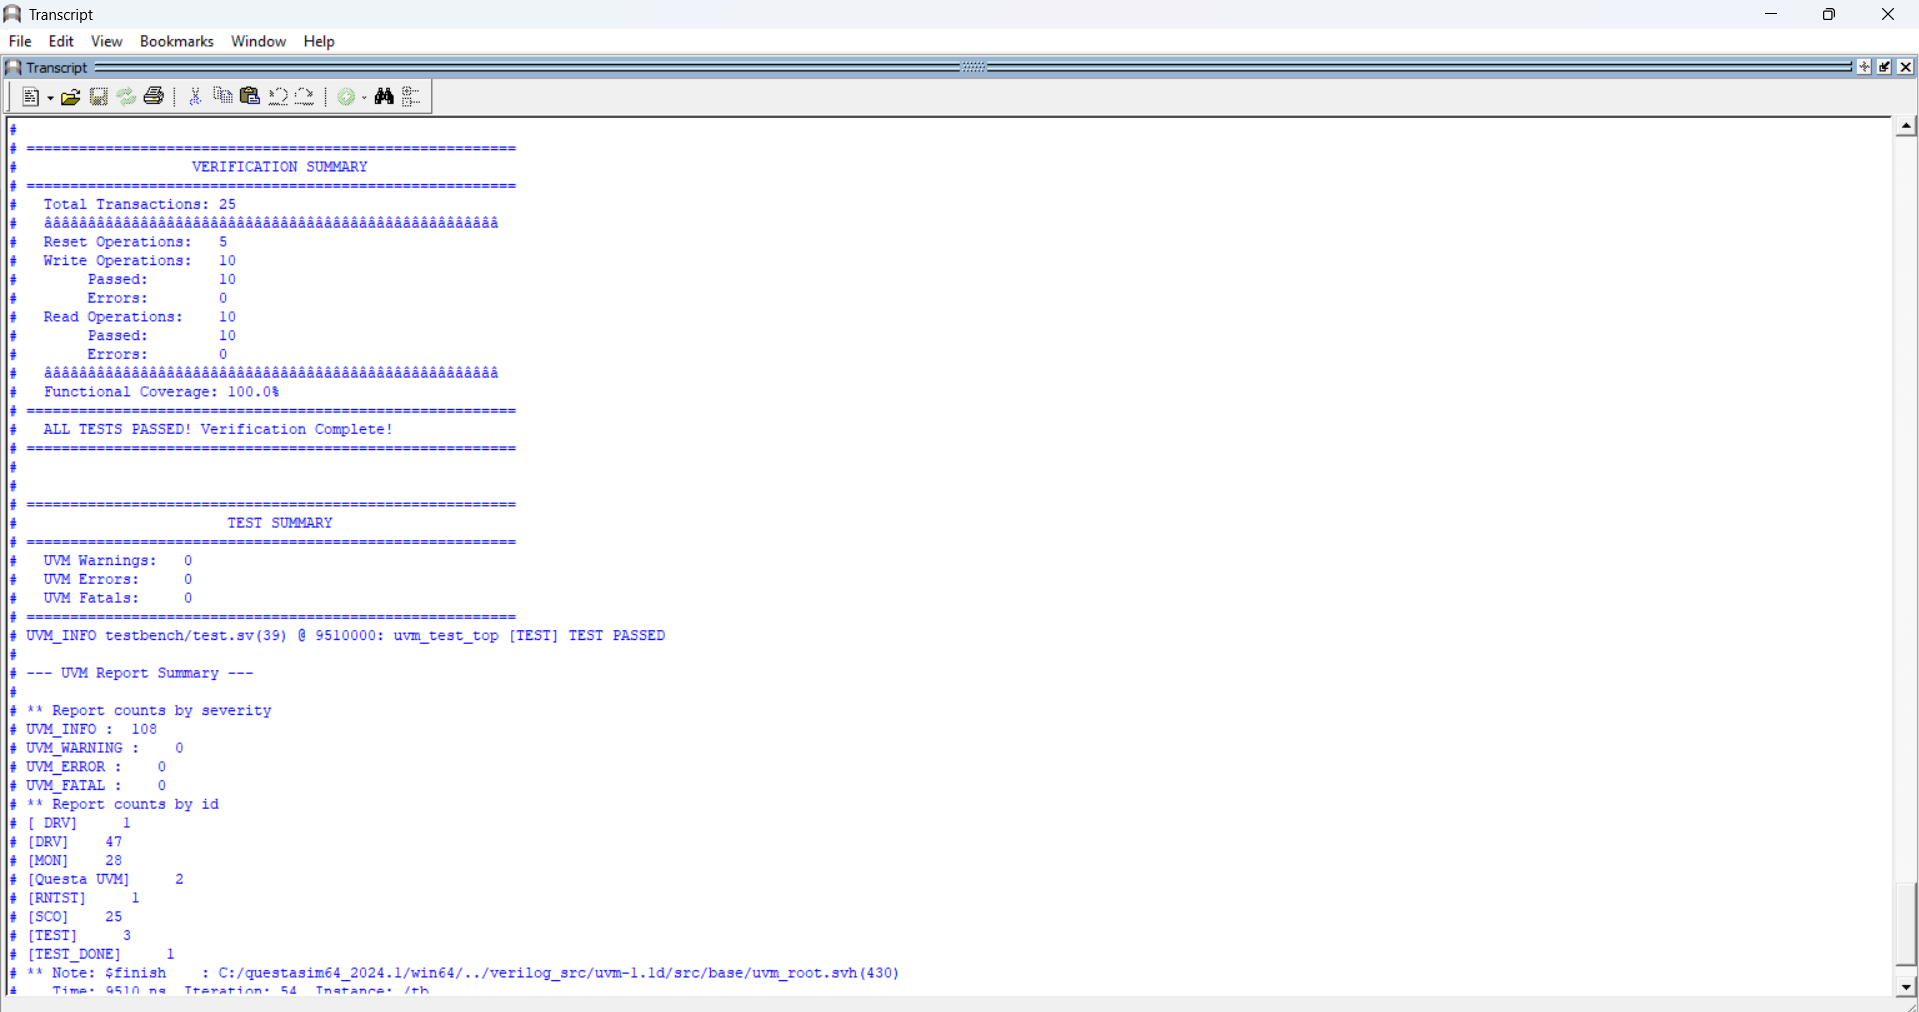 Transcript
File Edit View Bookmarks Window Help
Transcript
#
# ========================================================
#                    VERIFICATION SUMMARY
# ========================================================
#   Total Transactions: 25
#   ââââââââââââââââââââââââââââââââââââââââââââââââââââ
#   Reset Operations:   5
#   Write Operations:   10
#        Passed:        10
#        Errors:        0
#   Read Operations:    10
#        Passed:        10
#        Errors:        0
#   ââââââââââââââââââââââââââââââââââââââââââââââââââââ
#   Functional Coverage: 100.0%
# ========================================================
#   ALL TESTS PASSED! Verification Complete!
# ========================================================
#
#
# ========================================================
#                        TEST SUMMARY
# ========================================================
#   UVM Warnings:   0
#   UVM Errors:     0
#   UVM Fatals:     0
# ========================================================
# UVM_INFO testbench/test.sv(39) @ 9510000: uvm_test_top [TEST] TEST PASSED
#
# --- UVM Report Summary ---
#
# ** Report counts by severity
# UVM_INFO :  108
# UVM_WARNING :    0
# UVM_ERROR :    0
# UVM_FATAL :    0
# ** Report counts by id
# [ DRV]     1
# [DRV]    47
# [MON]    28
# [Questa UVM]     2
# [RNTST]     1
# [SCO]    25
# [TEST]     3
# [TEST_DONE]     1
# ** Note: $finish    : C:/questasim64_2024.1/win64/../verilog_src/uvm-1.1d/src/base/uvm_root.svh(430)
#    Time: 9510 ns  Iteration: 54  Instance: /tb